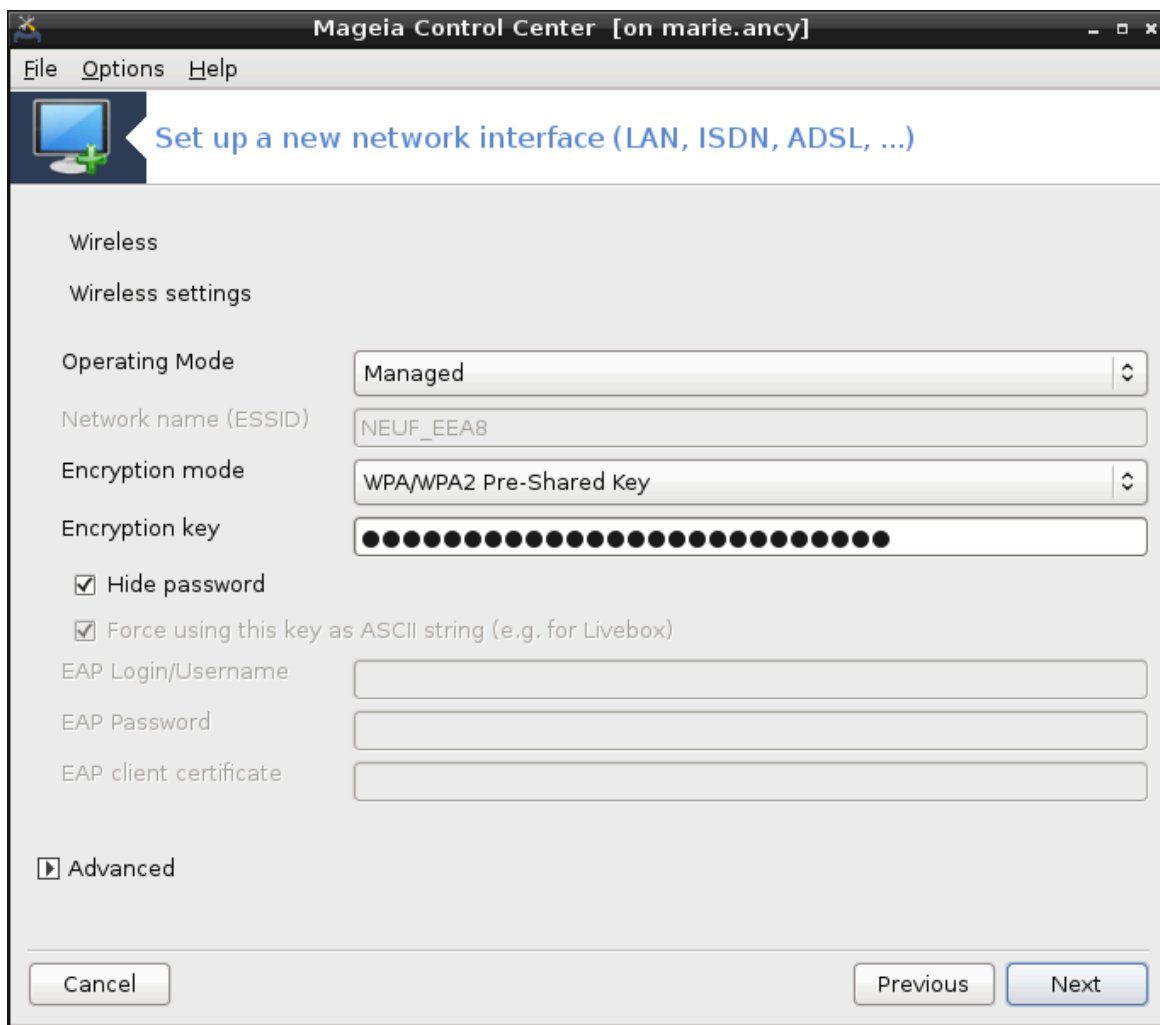 Mageia Control Center [on marie.ancy]
File Options Help
Set up a new network interface (LAN, ISDN, ADSL, ...)
Wireless
Wireless settings
Operating Mode Managed
Network name (ESSID) NEUF_EEA8
Encryption mode WPA/WPA2 Pre-Shared Key
Encryption key ●●●●●●●●●●●●●●●●●●●●●●●●●●
Hide password
Force using this key as ASCII string (e.g. for Livebox)
EAP Login/Username
EAP Password
EAP client certificate
Advanced
Cancel Previous Next